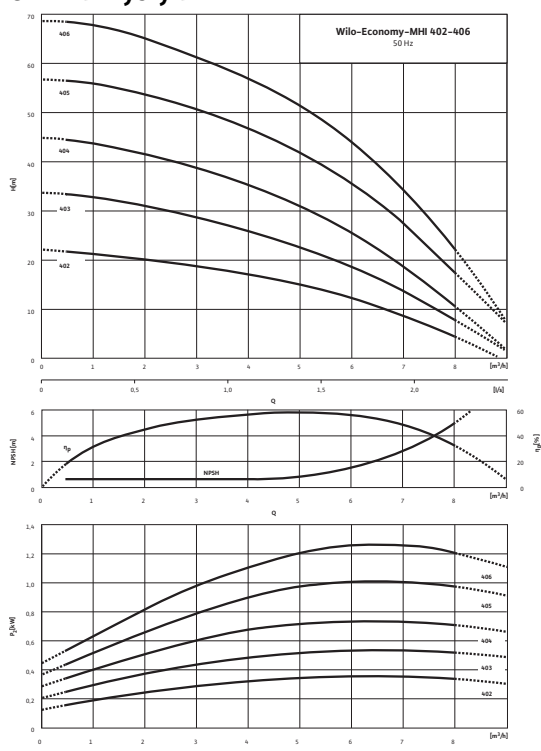 Wilo-Economy-MHI 402-406
50 Hz
70
60
50
40
30
20
10
0
H[m]
406
405
404
403
402
0 1 2 3 4 5 6 7 8 [m³/h]
0 0,5 1,0 1,5 2,0 [l/s]
Q
6
4
2
0
NPSH[m]
ηp
NPSH
60
40
20
0
ηp[%]
0 1 2 3 4 5 6 7 8 [m³/h]
Q
1,4
1,2
1,0
0,8
0,6
0,4
0,2
0
P₂[kW]
406
405
404
403
402
0 1 2 3 4 5 6 7 8 [m³/h]